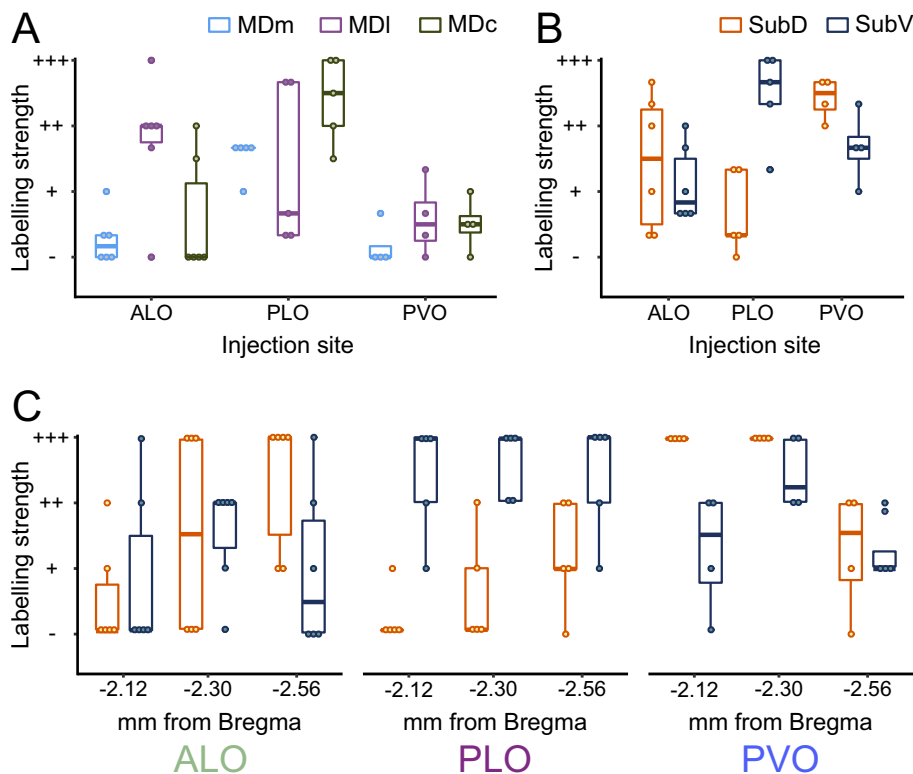 A
MDm MDl MDc
Labelling strength
+++
++
+
-
ALO PLO PVO
Injection site
B
SubD SubV
Labelling strength
+++
++
+
-
ALO PLO PVO
Injection site
C
Labelling strength
+++
++
+
-
-2.12 -2.30 -2.56
mm from Bregma
ALO
-2.12 -2.30 -2.56
mm from Bregma
PLO
-2.12 -2.30 -2.56
mm from Bregma
PVO